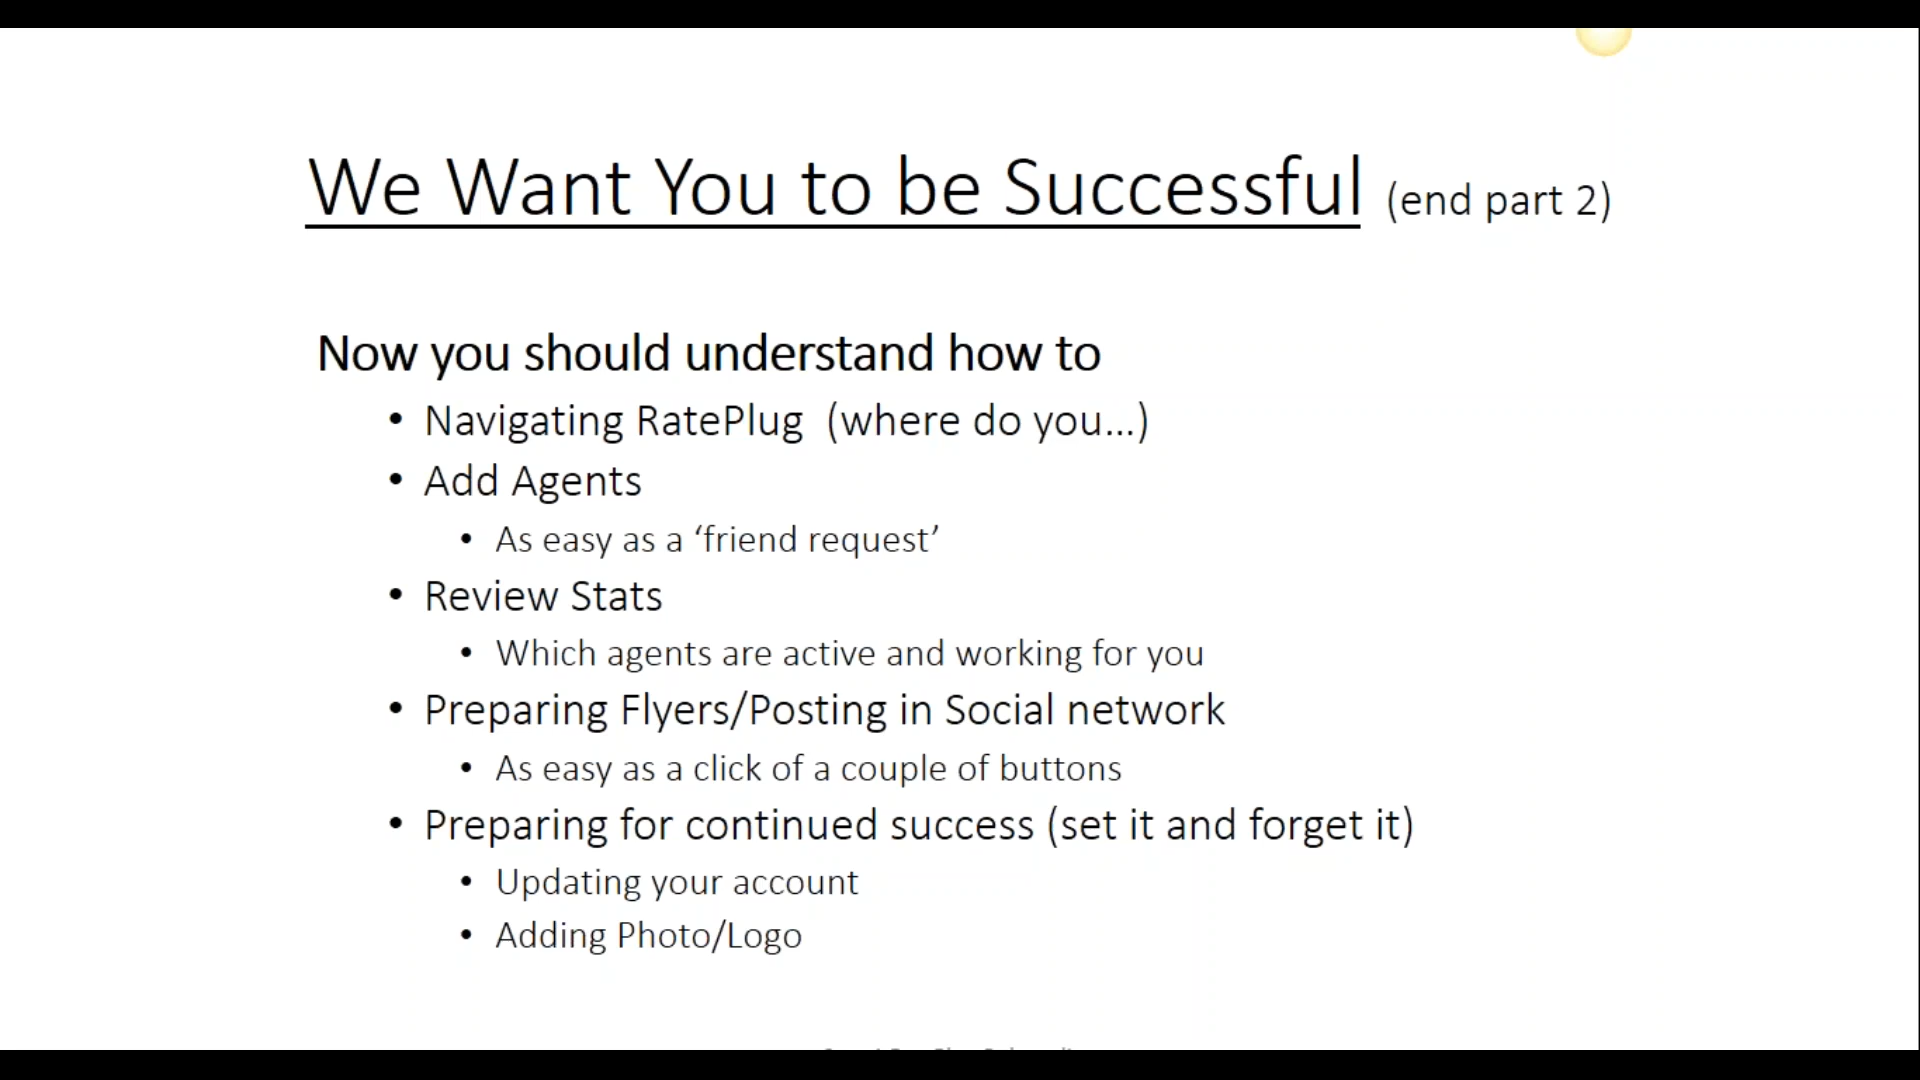 We Want You to be Successful (end part 2)
Now you should understand how to
• Navigating RatePlug (where do you...)
• Add Agents
• As easy as a ‘friend request’
• Review Stats
• Which agents are active and working for you
• Preparing Flyers/Posting in Social network
• As easy as a click of a couple of buttons
• Preparing for continued success (set it and forget it)
• Updating your account
• Adding Photo/Logo